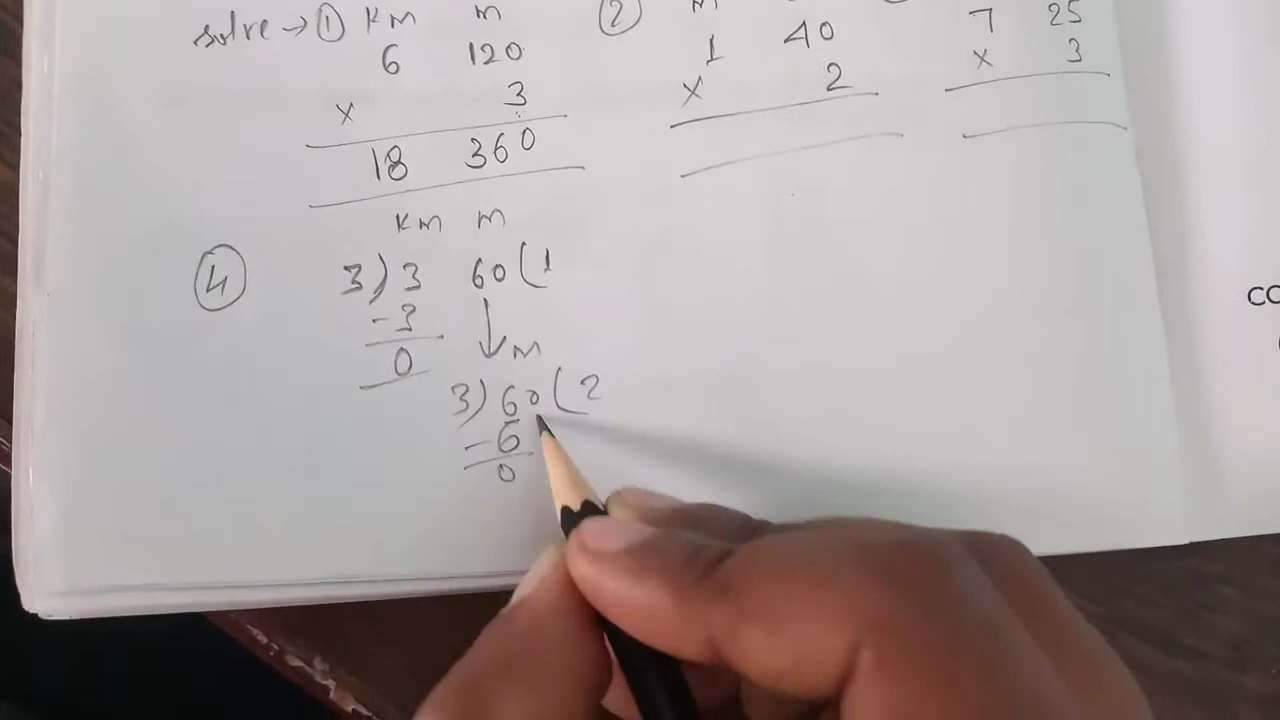 solve → ① Km m
6 120
x 3
18 360
② m
1 40
x 2
7 25
x 3
Km m
④ 3) 3 60 ( 1
- 3
0
m
3) 60 ( 2
- 6
0
CO